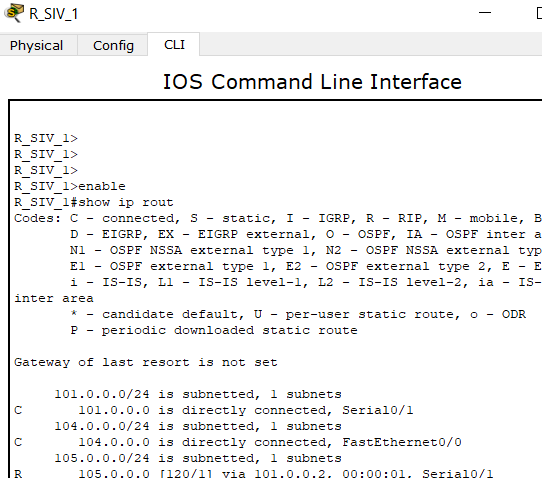 R_SIV_1
Physical Config CLI
IOS Command Line Interface
R_SIV_1>
R_SIV_1>
R_SIV_1>
R_SIV_1>enable
R_SIV_1#show ip rout
Codes: C - connected, S - static, I - IGRP, R - RIP, M - mobile, B
D - EIGRP, EX - EIGRP external, O - OSPF, IA - OSPF inter a
N1 - OSPF NSSA external type 1, N2 - OSPF NSSA external typ
E1 - OSPF external type 1, E2 - OSPF external type 2, E - E
i - IS-IS, L1 - IS-IS level-1, L2 - IS-IS level-2, ia - IS-
inter area
* - candidate default, U - per-user static route, o - ODR
P - periodic downloaded static route
Gateway of last resort is not set
101.0.0.0/24 is subnetted, 1 subnets
C 101.0.0.0 is directly connected, Serial0/1
104.0.0.0/24 is subnetted, 1 subnets
C 104.0.0.0 is directly connected, FastEthernet0/0
105.0.0.0/24 is subnetted, 1 subnets
R 105.0.0.0 [120/1] via 101.0.0.2, 00:00:01, Serial0/1